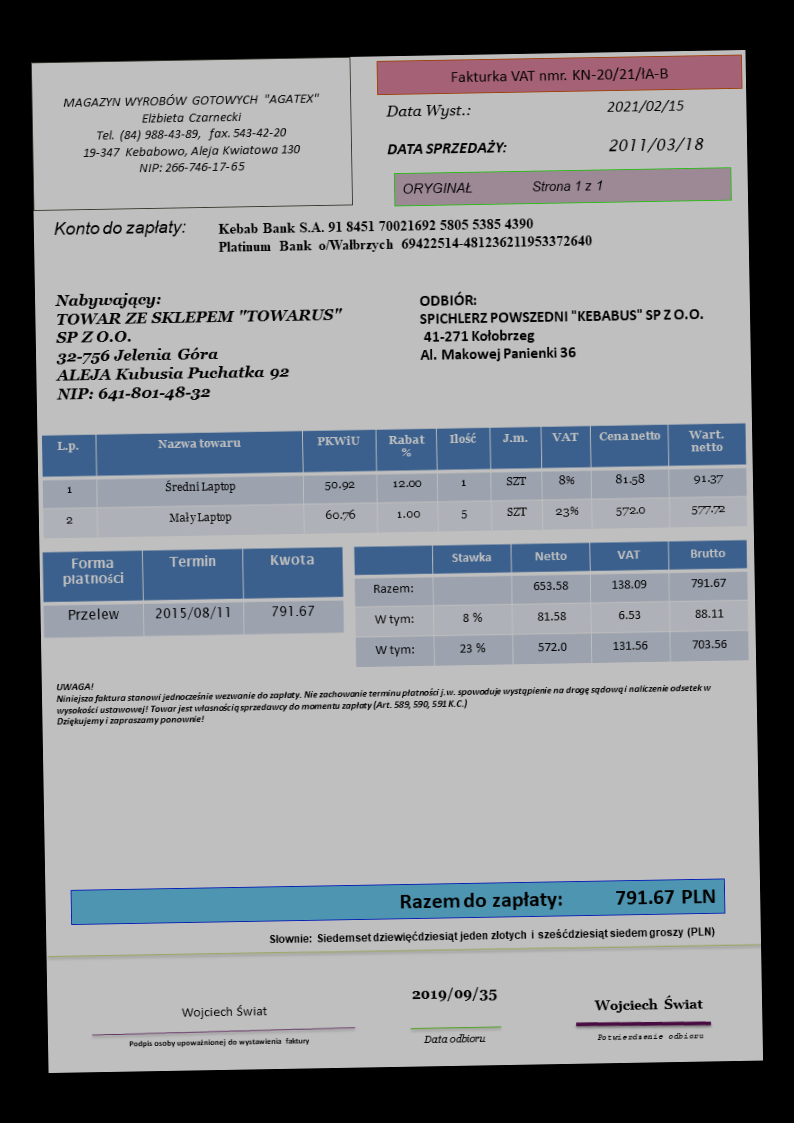 MAGAZYN WYROBÓW GOTOWYCH "AGATEX"
Elżbieta Czarnecki
Tel. (84) 988-43-89, fax. 543-42-20
19-347 Kebabowo, Aleja Kwiatowa 130
NIP: 266-746-17-65
Fakturka VAT nmr. KN-20/21/IA-B
Data Wyst.: 2021/02/15
DATA SPRZEDAŻY: 2011/03/18
ORYGINAŁ Strona 1 z 1
Konto do zapłaty: Kebab Bank S.A. 91 8451 70021692 5805 5385 4390
Platinum Bank o/Wałbrzych 69422514-481236211953372640
Nabywający:
TOWAR ZE SKLEPEM "TOWARUS"
SP Z O.O.
32-756 Jelenia Góra
ALEJA Kubusia Puchatka 92
NIP: 641-801-48-32
ODBIÓR:
SPICHLERZ POWSZEDNI "KEBABUS" SP Z O.O.
41-271 Kołobrzeg
Al. Makowej Panienki 36
L.p. Nazwa towaru PKWiU Rabat % Ilość J.m. VAT Cena netto Wart. netto
1 Średni Laptop 50.92 12.00 1 SZT 8% 81.58 91.37
2 Mały Laptop 60.76 1.00 5 SZT 23% 572.0 577.72
Forma płatności Termin Kwota
Przelew 2015/08/11 791.67
Stawka Netto VAT Brutto
Razem: 653.58 138.09 791.67
W tym: 8 % 81.58 6.53 88.11
W tym: 23 % 572.0 131.56 703.56
UWAGA!
Niniejsza faktura stanowi jednocześnie wezwanie do zapłaty. Nie zachowanie terminu płatności j.w. spowoduje wystąpienie na drogę sądową i naliczenie odsetek w
wysokości ustawowej! Towar jest własnością sprzedawcy do momentu zapłaty (Art. 589, 590, 591 K.C.)
Dziękujemy i zapraszamy ponownie!
Razem do zapłaty: 791.67 PLN
Słownie: Siedemset dziewięćdziesiąt jeden złotych i sześćdziesiąt siedem groszy (PLN)
Wojciech Świat
Podpis osoby upoważnionej do wystawienia faktury
2019/09/35
Data odbioru
Wojciech Świat
Potwierdzenie odbioru